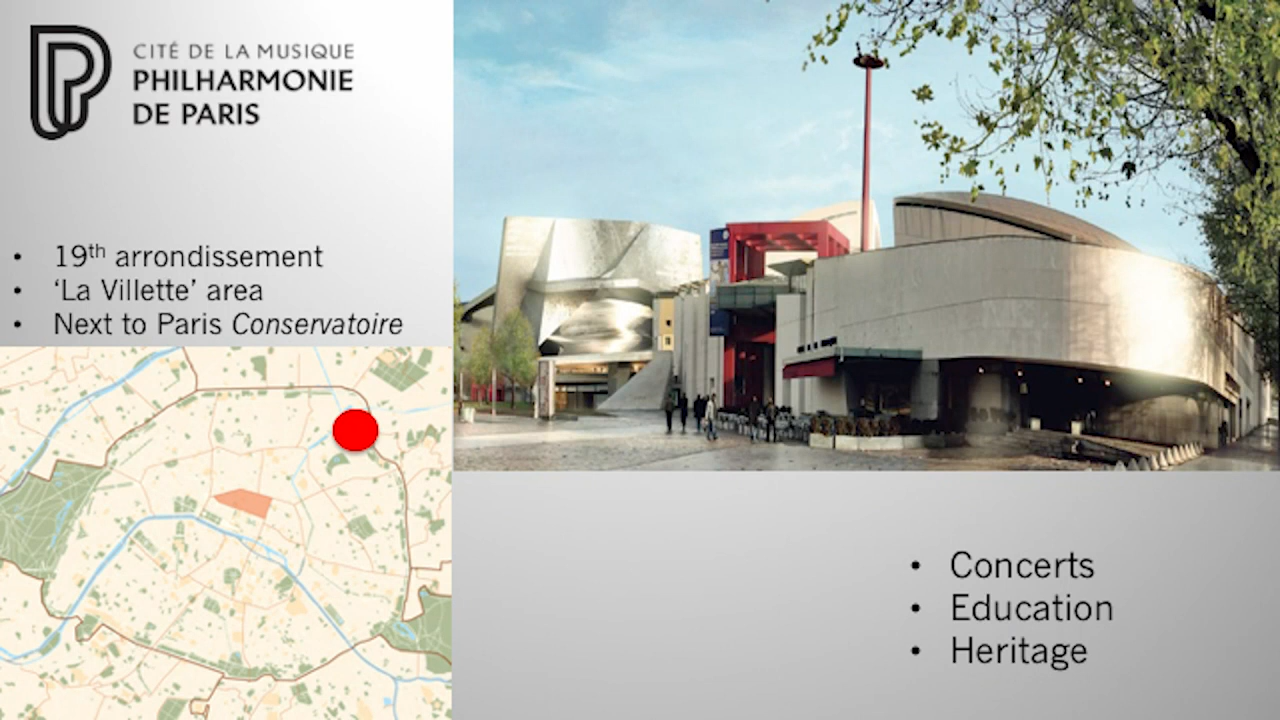 CITÉ DE LA MUSIQUE
PHILHARMONIE
DE PARIS
• 19th arrondissement
• ‘La Villette’ area
• Next to Paris Conservatoire
• Concerts
• Education
• Heritage